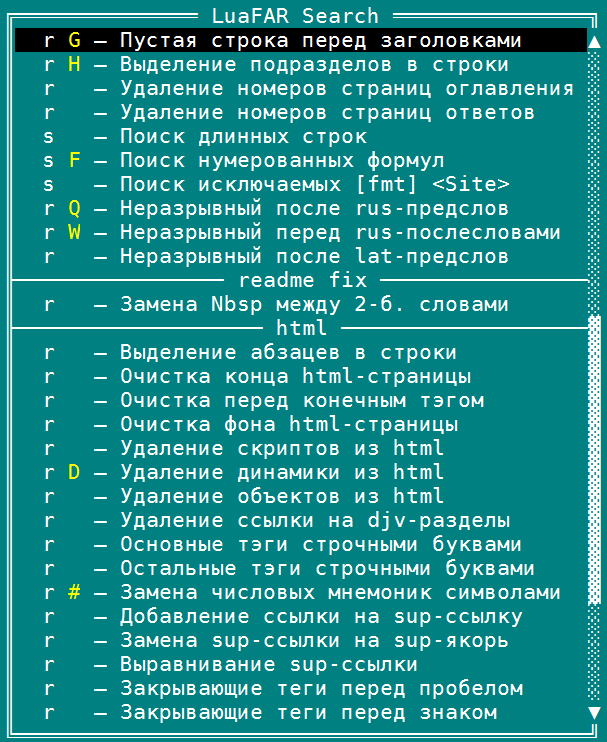 LuaFAR Search
r G – Пустая строка перед заголовками
r H – Выделение подразделов в строки
r – Удаление номеров страниц оглавления
r – Удаление номеров страниц ответов
s – Поиск длинных строк
s F – Поиск нумерованных формул
s – Поиск исключаемых [fmt] <Site>
r Q – Неразрывный после rus-предслов
r W – Неразрывный перед rus-послесловами
r – Неразрывный после lat-предслов
readme fix
r – Замена Nbsp между 2-б. словами
html
r – Выделение абзацев в строки
r – Очистка конца html-страницы
r – Очистка перед конечным тэгом
r – Очистка фона html-страницы
r – Удаление скриптов из html
r D – Удаление динамики из html
r – Удаление объектов из html
r – Удаление ссылки на djv-разделы
r – Основные тэги строчными буквами
r – Остальные тэги строчными буквами
r # – Замена числовых мнемоник символами
r – Добавление ссылки на sup-ссылку
r – Замена sup-ссылки на sup-якорь
r – Выравнивание sup-ссылки
r – Закрывающие теги перед пробелом
r – Закрывающие теги перед знаком